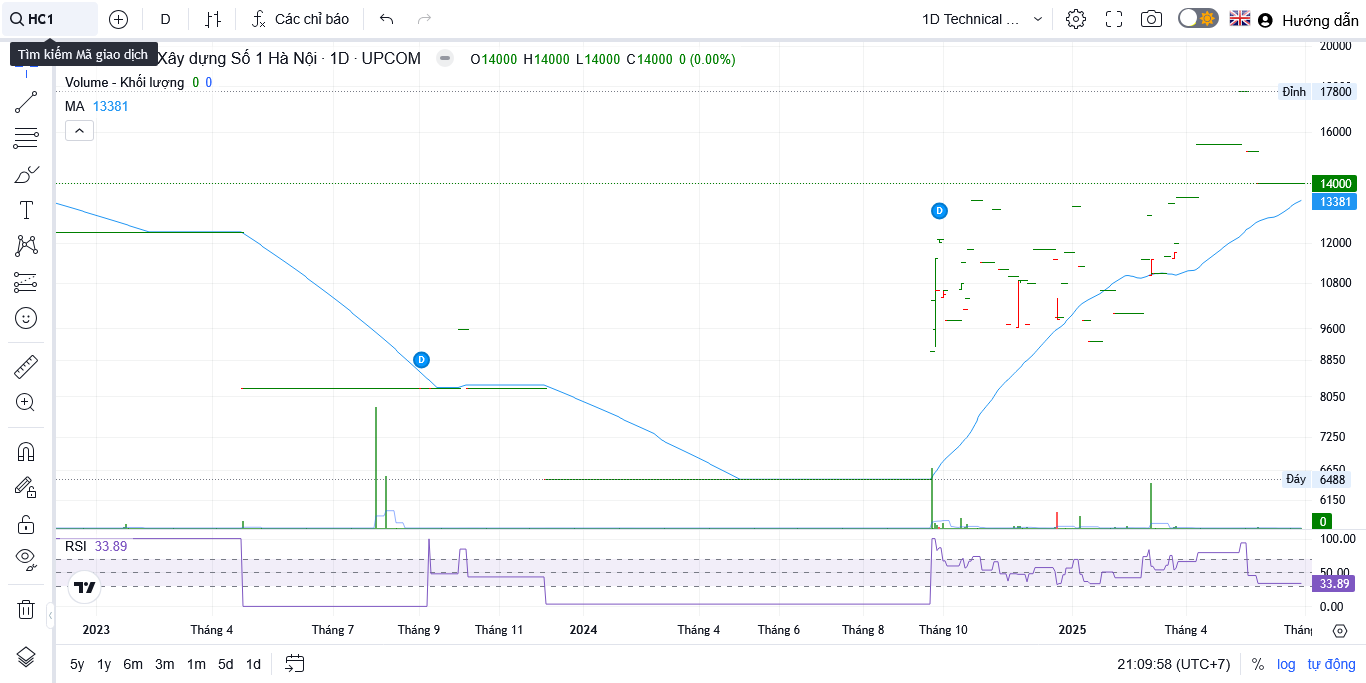 HC1 D Các chỉ báo 1D Technical ... Hướng dẫn
Tìm kiếm Mã giao dịch
Xây dựng Số 1 Hà Nội · 1D · UPCOM O14000 H14000 L14000 C14000 0 (0.00%)
Volume - Khối lượng 0 0
MA 13381
20000
Đỉnh 17800
16000
14000
13381
12000
10800
9600
8850
8050
7250
6650
Đáy 6488
6150
0
D
D
RSI 33.89
100.00
50.00
33.89
0.00
2023 Tháng 4 Tháng 7 Tháng 9 Tháng 11 2024 Tháng 4 Tháng 6 Tháng 8 Tháng 10 2025 Tháng 4 Thán
5y 1y 6m 3m 1m 5d 1d 21:09:58 (UTC+7) % log tự động